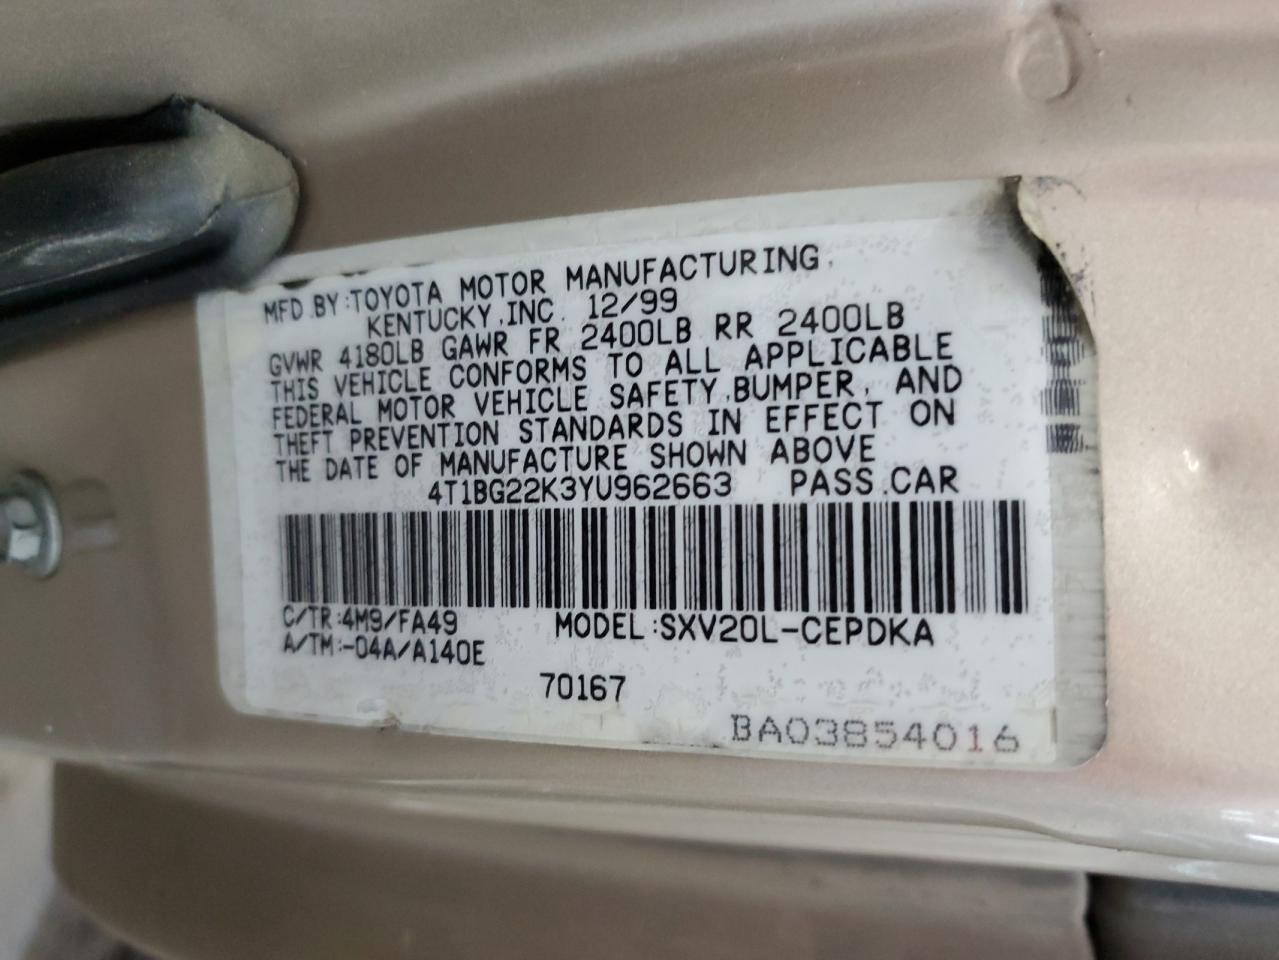 MFD.BY:TOYOTA MOTOR MANUFACTURING,
KENTUCKY,INC. 12/99
GVWR 4180LB GAWR FR 2400LB RR 2400LB
THIS VEHICLE CONFORMS TO ALL APPLICABLE
FEDERAL MOTOR VEHICLE SAFETY,BUMPER, AND
THEFT PREVENTION STANDARDS IN EFFECT ON
THE DATE OF MANUFACTURE SHOWN ABOVE
4T1BG22K3YU962663 PASS.CAR
C/TR:4M9/FA49 MODEL:SXV20L-CEPDKA
A/TM:-04A/A140E
70167
BA03854016